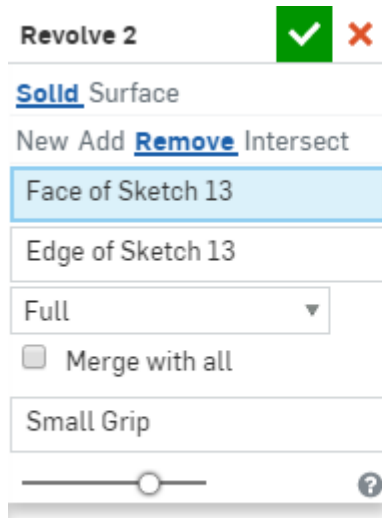 Revolve 2
Solid Surface
New Add Remove Intersect
Face of Sketch 13
Edge of Sketch 13
Full
Merge with all
Small Grip
?